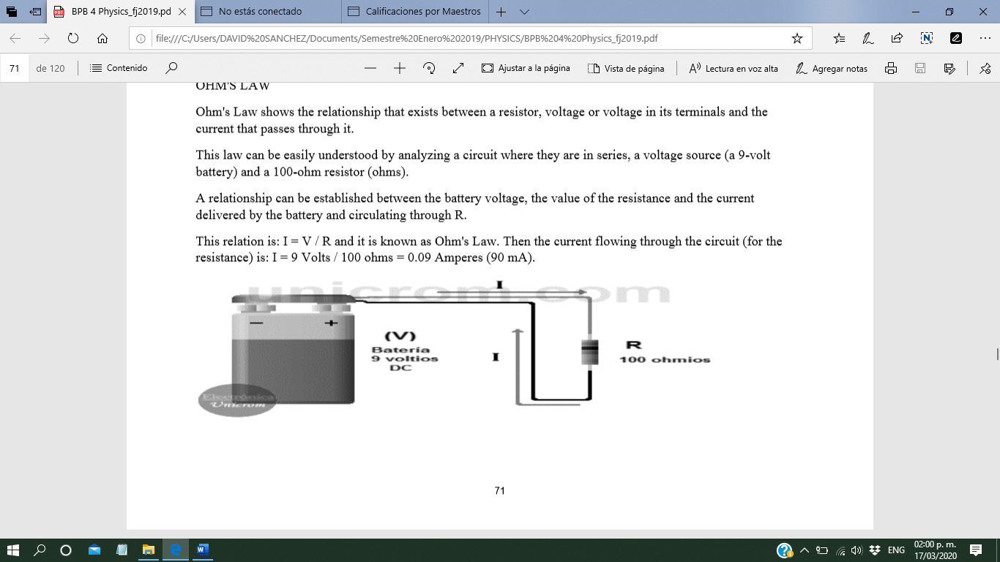 BPB 4 Physics_fj2019.pd
No estás conectado
Calificaciones por Maestros
file:///C:/Users/DAVID%20SANCHEZ/Documents/Semestre%20Enero%202019/PHYSICS/BPB%204%20Physics_fj2019.pdf
71 de 120 Contenido Ajustar a la página Vista de página Lectura en voz alta Agregar notas
OHM'S LAW
Ohm's Law shows the relationship that exists between a resistor, voltage or voltage in its terminals and the
current that passes through it.
This law can be easily understood by analyzing a circuit where they are in series, a voltage source (a 9-volt
battery) and a 100-ohm resistor (ohms).
A relationship can be established between the battery voltage, the value of the resistance and the current
delivered by the battery and circulating through R.
This relation is: I = V / R and it is known as Ohm's Law. Then the current flowing through the circuit (for the
resistance) is: I = 9 Volts / 100 ohms = 0.09 Amperes (90 mA).
unicrom.com
I
− +
(V)
Batería
9 voltios
DC
I
R
100 ohmios
Electrónica
Unicrom
71
ENG
02:00 p. m.
17/03/2020